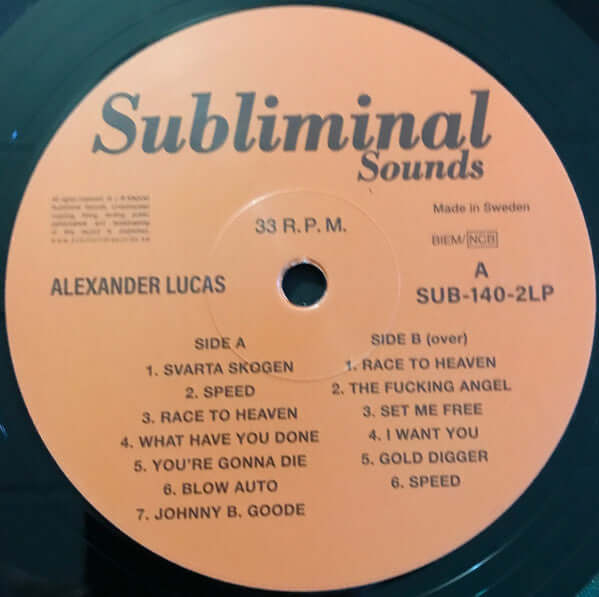 Subliminal
Sounds
33 R.P.M.
Made in Sweden
BIEM/NCB
A
SUB-140-2LP
ALEXANDER LUCAS
SIDE A
1. SVARTA SKOGEN
2. SPEED
3. RACE TO HEAVEN
4. WHAT HAVE YOU DONE
5. YOU'RE GONNA DIE
6. BLOW AUTO
7. JOHNNY B. GOODE
SIDE B (over)
1. RACE TO HEAVEN
2. THE FUCKING ANGEL
3. SET ME FREE
4. I WANT YOU
5. GOLD DIGGER
6. SPEED